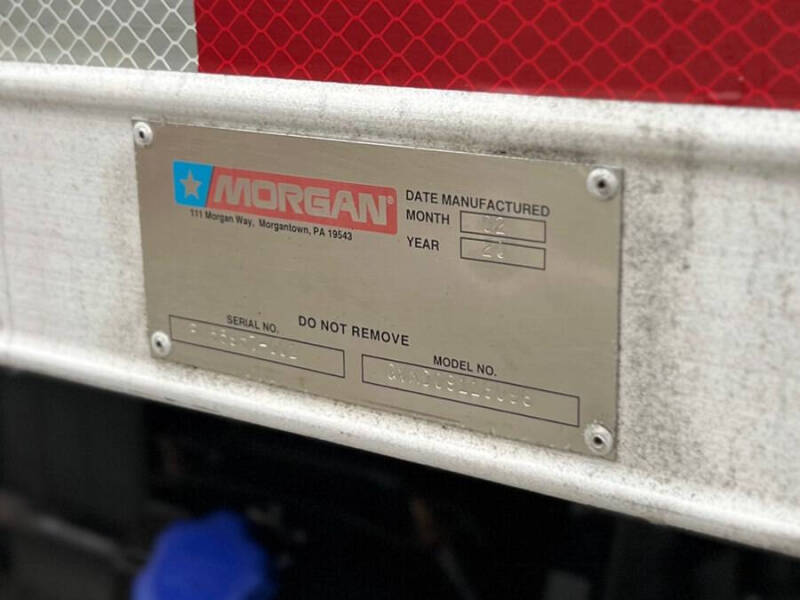 MORGAN®
111 Morgan Way, Morgantown, PA 19543
DATE MANUFACTURED
MONTH 02
YEAR 20
DO NOT REMOVE
SERIAL NO.
MODEL NO.